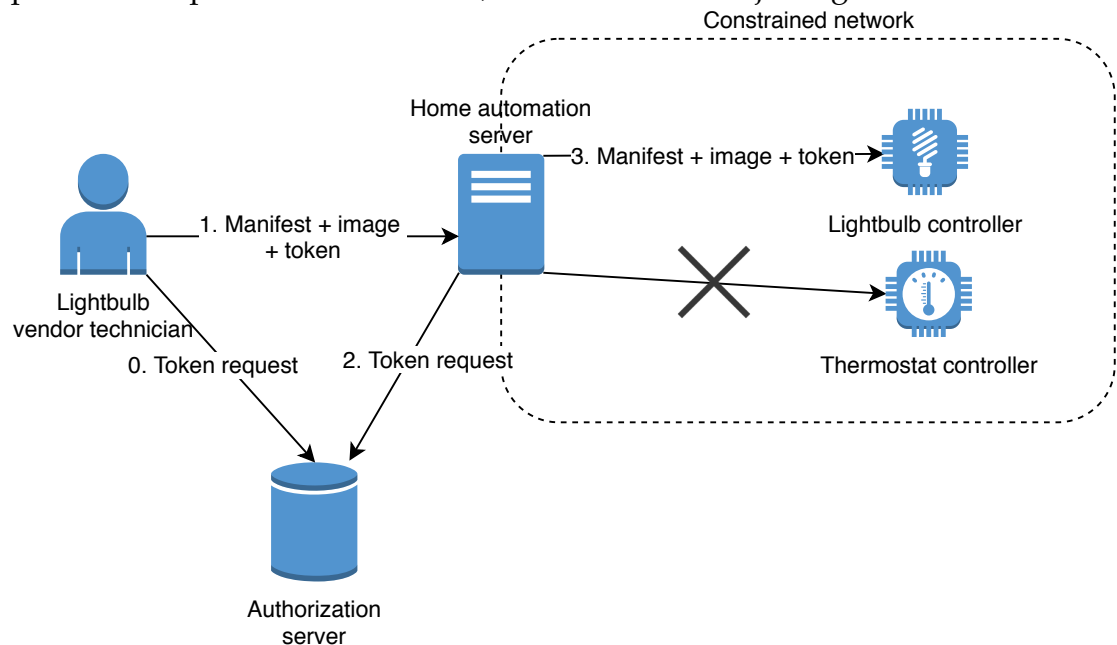 Constrained network
Home automation
server
3. Manifest + image + token
1. Manifest + image
+ token
Lightbulb controller
Lightbulb
vendor technician
0. Token request
2. Token request
Thermostat controller
Authorization
server